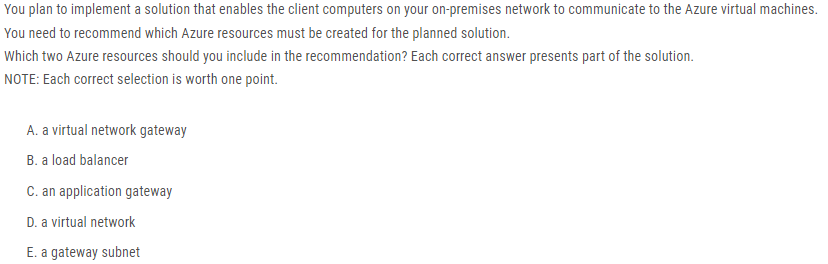 You plan to implement a solution that enables the client computers on your on-premises network to communicate to the Azure virtual machines.
You need to recommend which Azure resources must be created for the planned solution.
Which two Azure resources should you include in the recommendation? Each correct answer presents part of the solution.
NOTE: Each correct selection is worth one point.
A. a virtual network gateway
B. a load balancer
C. an application gateway
D. a virtual network
E. a gateway subnet